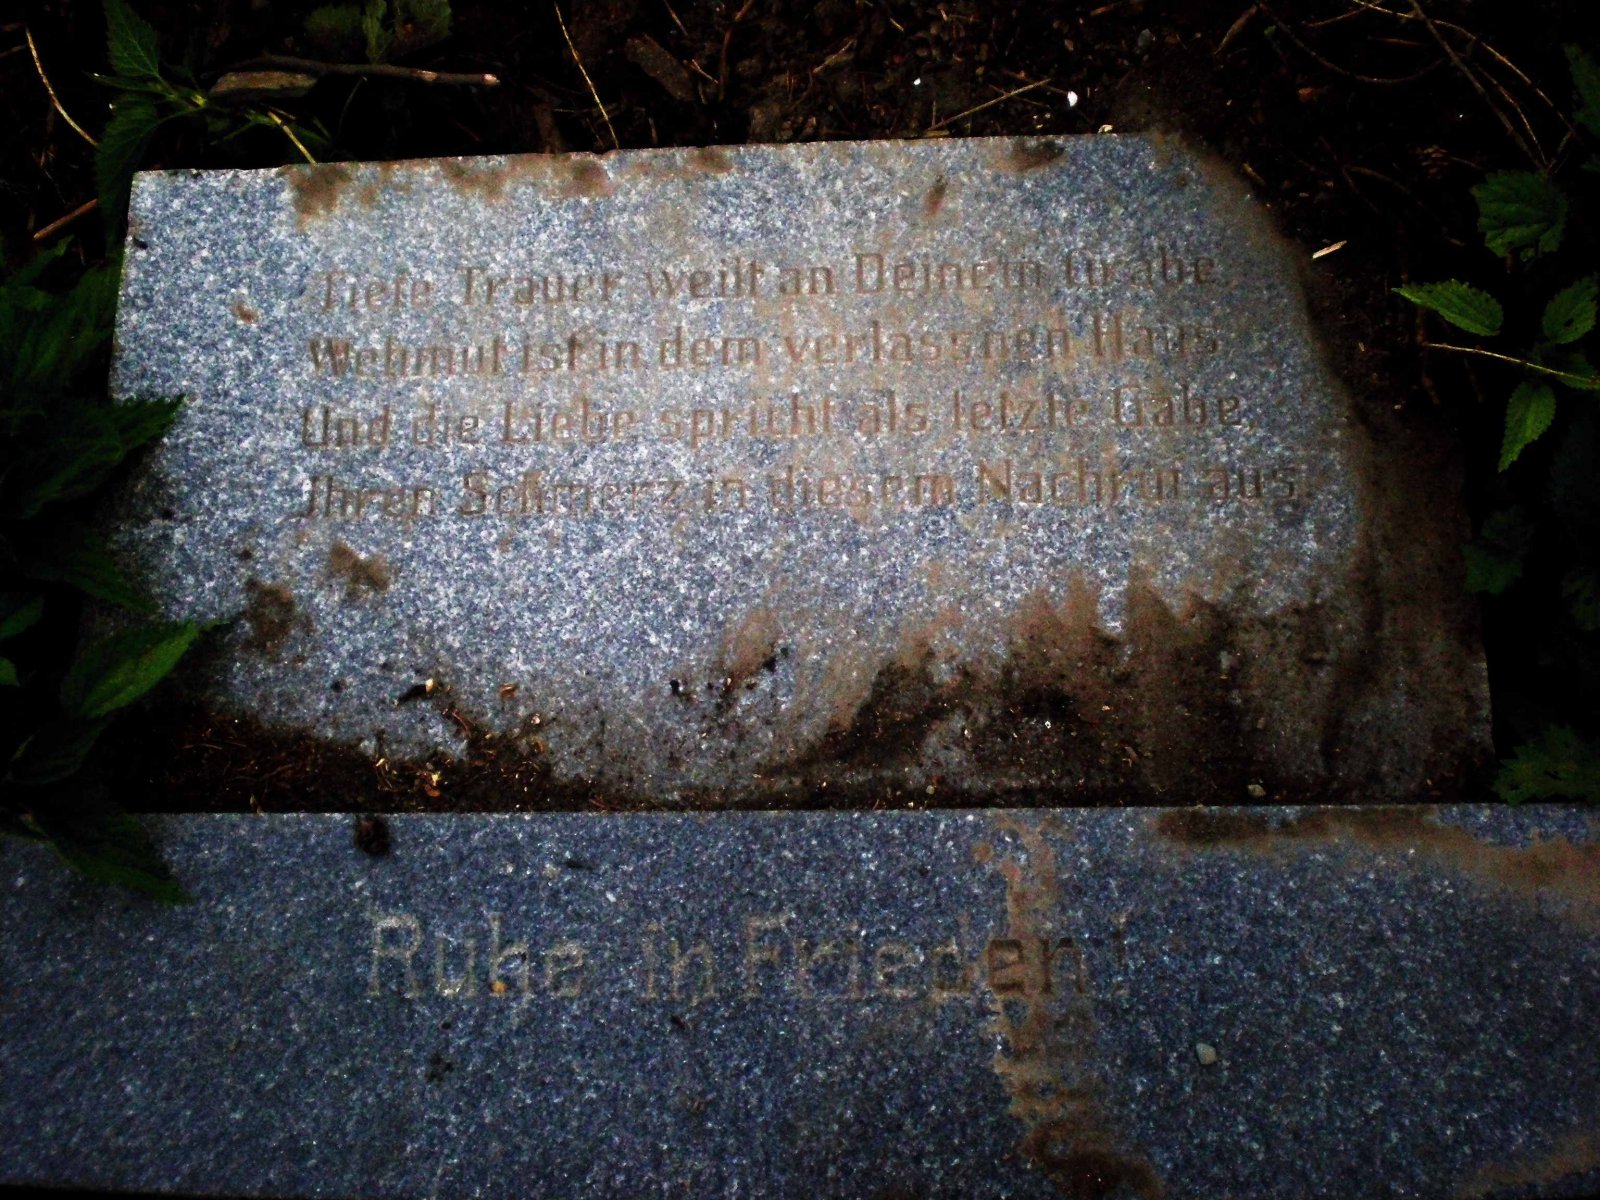 Tiefe Trauer weilt an Deinem Grabe
Wehmut ist in dem verlassnen Haus
Und die Liebe spricht als letzte Gabe,
Ihren Schmerz in diesem Nachruf aus.
Ruhe in Frieden!